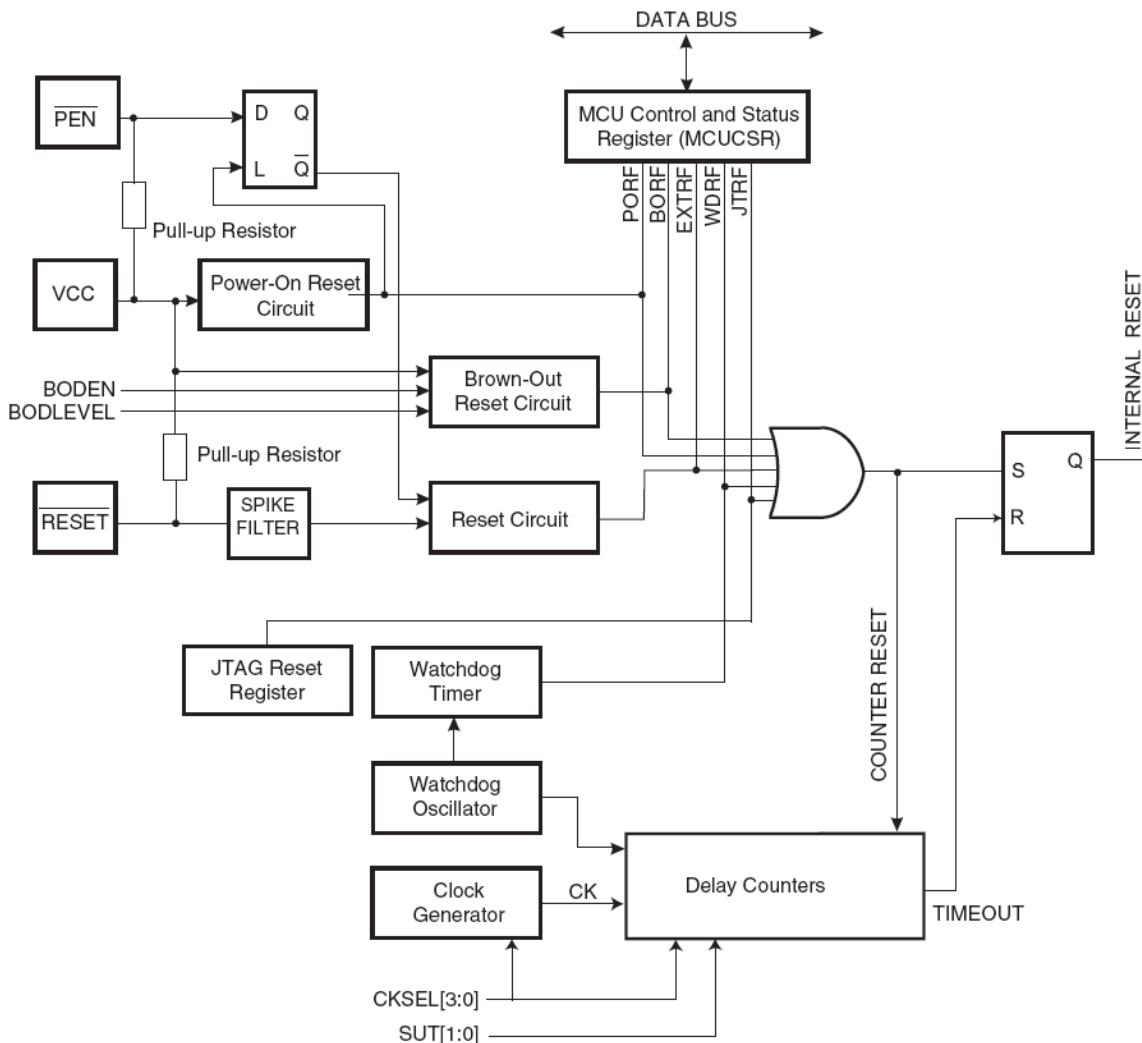 DATA BUS
PEN
D Q
L Q
MCU Control and Status
Register (MCUCSR)
PORF
BORF
EXTRF
WDRF
JTRF
Pull-up Resistor
VCC
Power-On Reset
Circuit
BODEN
BODLEVEL
Brown-Out
Reset Circuit
Pull-up Resistor
RESET
SPIKE
FILTER
Reset Circuit
S Q
R
INTERNAL RESET
JTAG Reset
Register
Watchdog
Timer
COUNTER RESET
Watchdog
Oscillator
Clock
Generator
CK
Delay Counters
TIMEOUT
CKSEL[3:0]
SUT[1:0]